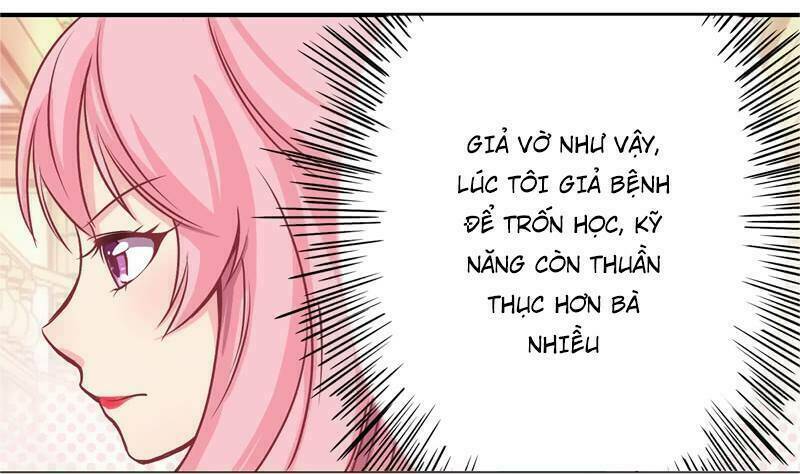 GIẢ VỜ NHƯ VẬY,
LÚC TÔI GIẢ BỆNH
ĐỂ TRỐN HỌC, KỸ
NĂNG CÒN THUẦN
THỤC HƠN BÀ
NHIỀU